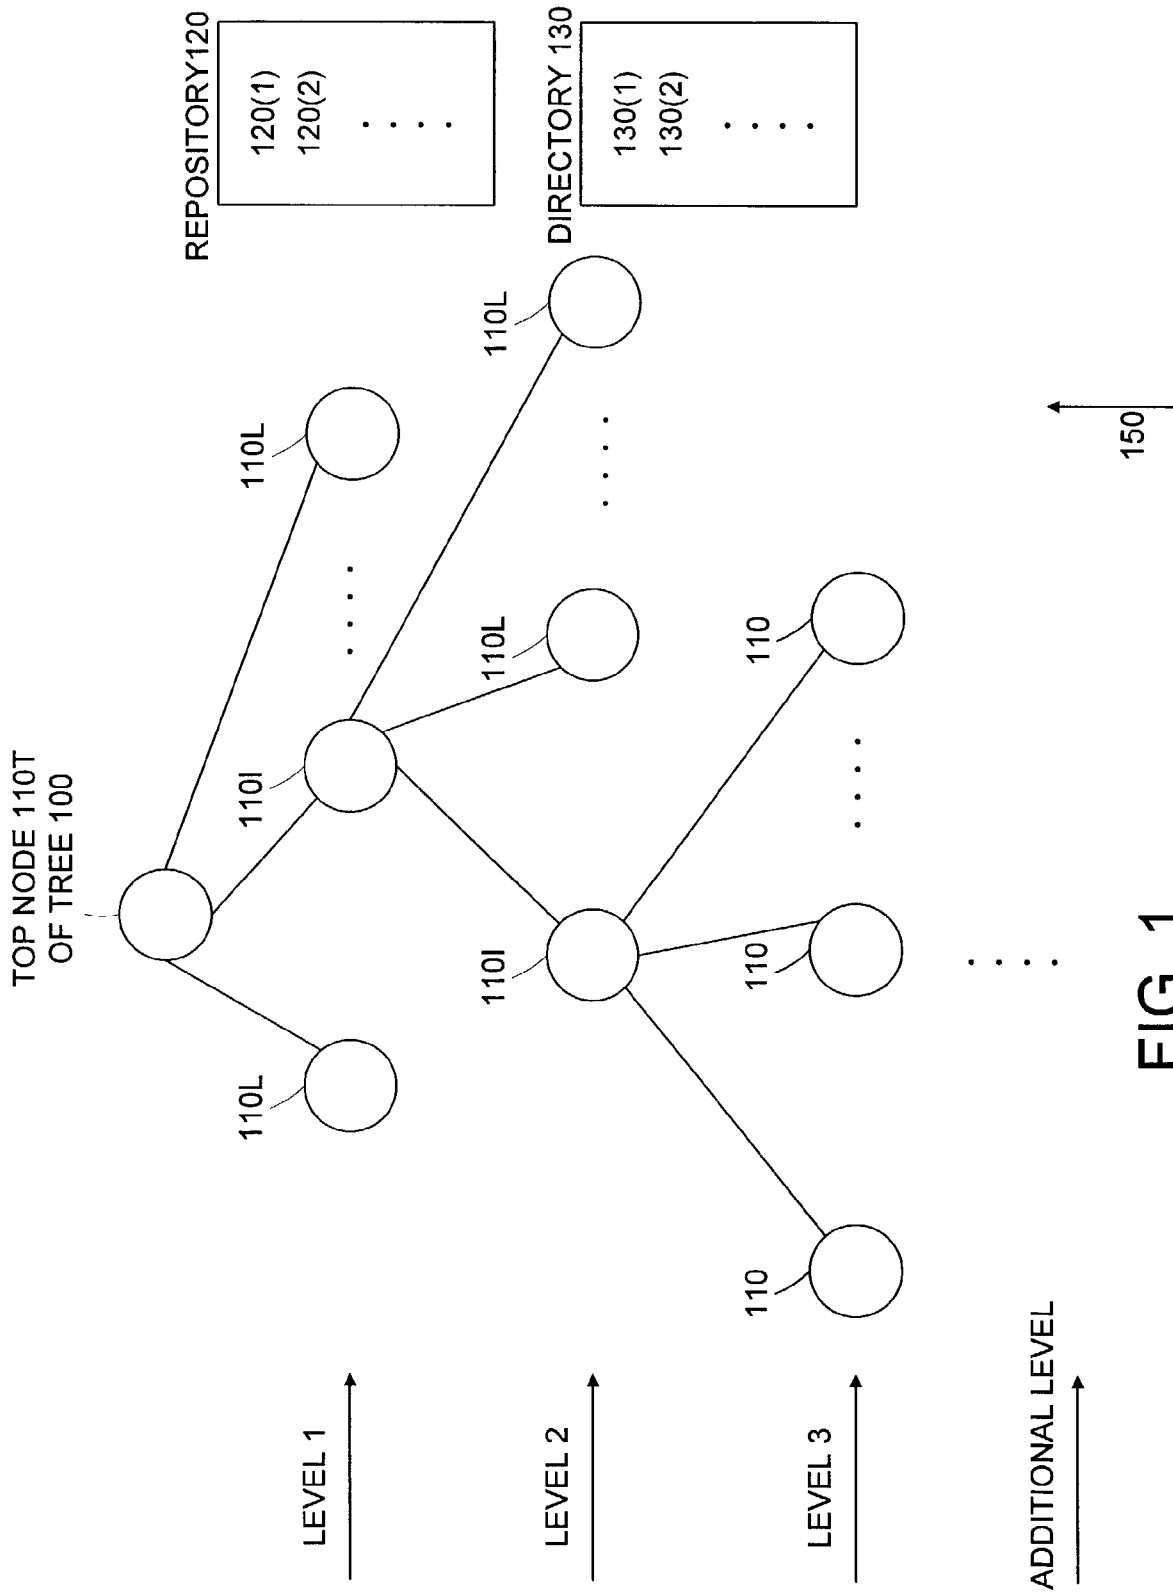 TOP NODE 110T
OF TREE 100
REPOSITORY120
120(1)
120(2)
. . . .
DIRECTORY 130
130(1)
130(2)
. . . .
LEVEL 1
110L
110I
. . . .
110L
LEVEL 2
110I
110L
. . . .
110L
LEVEL 3
110
110
. . . .
110
ADDITIONAL LEVEL
. . . .
150
FIG. 1